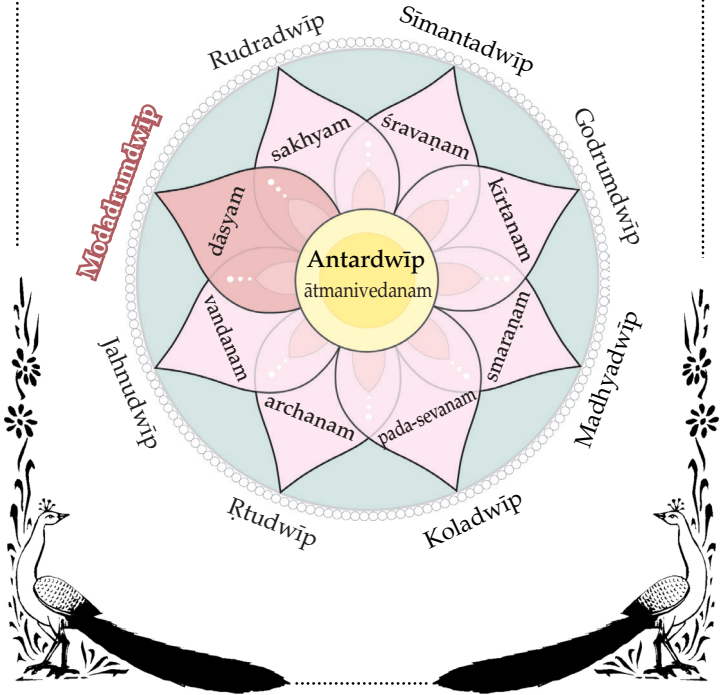 Sīmantadwīp
Rudradwīp
Godrumdwīp
Modadrumdwīp
sakhyam
śravaṇam
kīrtanam
dāsyam
Antardwīp
ātmanivedanam
smaraṇam
vandanam
Madhyadwīp
Jahnudwīp
archanam
pada-sevanam
Ṛtudwīp
Koladwīp